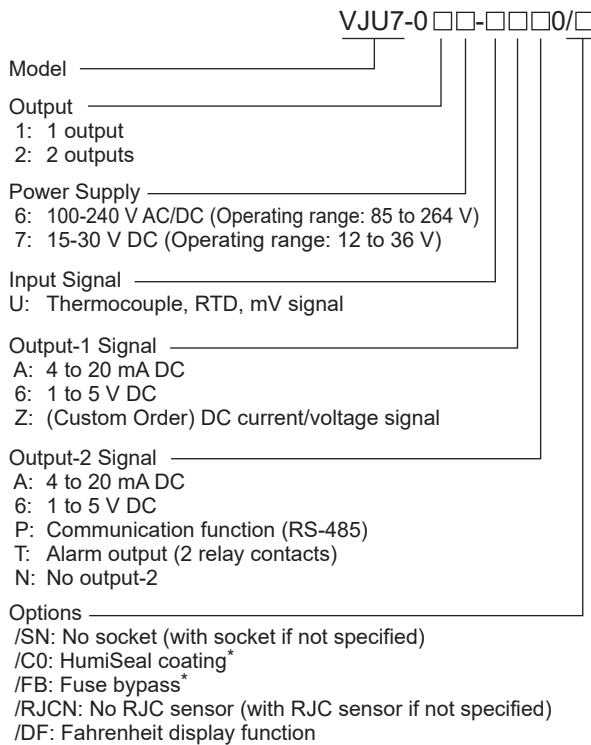 VJU7-0□□-□□□0/□
Model
Output
1: 1 output
2: 2 outputs
Power Supply
6: 100-240 V AC/DC (Operating range: 85 to 264 V)
7: 15-30 V DC (Operating range: 12 to 36 V)
Input Signal
U: Thermocouple, RTD, mV signal
Output-1 Signal
A: 4 to 20 mA DC
6: 1 to 5 V DC
Z: (Custom Order) DC current/voltage signal
Output-2 Signal
A: 4 to 20 mA DC
6: 1 to 5 V DC
P: Communication function (RS-485)
T: Alarm output (2 relay contacts)
N: No output-2
Options
/SN: No socket (with socket if not specified)
/C0: HumiSeal coating*
/FB: Fuse bypass*
/RJCN: No RJC sensor (with RJC sensor if not specified)
/DF: Fahrenheit display function